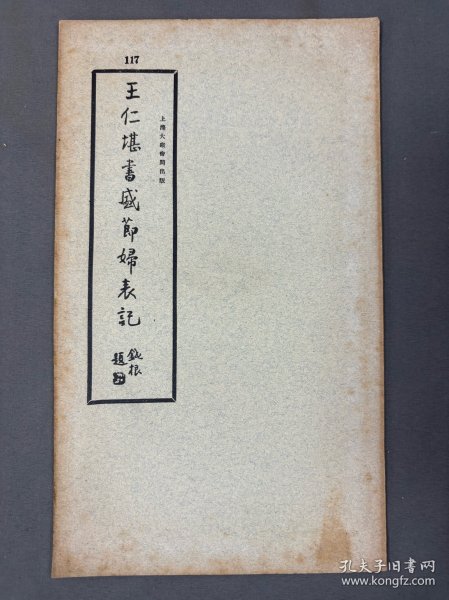 117
王仁堪書盛節婦表記
鈍根
題
上海大眾書局出版
孔夫子旧书网
www.kongfz.com